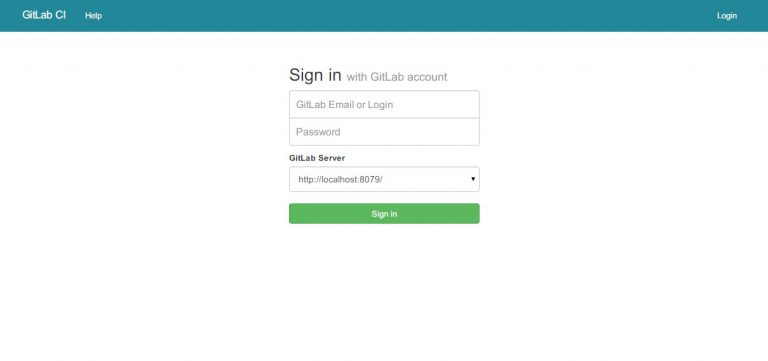 GitLab CI Help Login
Sign in with GitLab account
GitLab Email or Login
Password
GitLab Server
http://localhost:8079/
Sign in